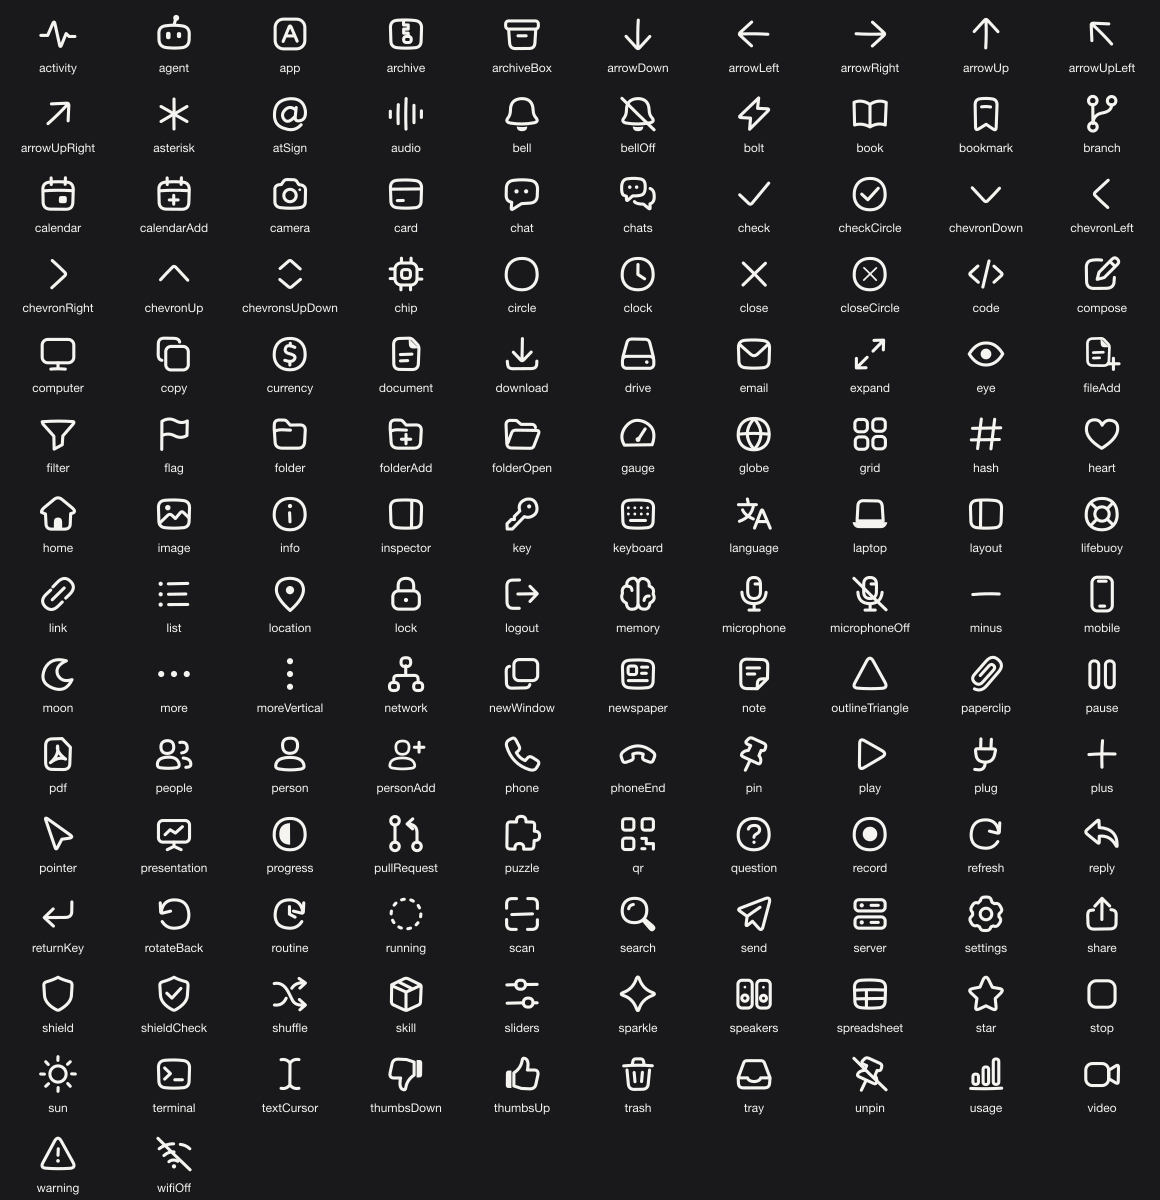 activity agent app archive archiveBox arrowDown arrowLeft arrowRight arrowUp arrowUpLeft
arrowUpRight asterisk atSign audio bell bellOff bolt book bookmark branch
calendar calendarAdd camera card chat chats check checkCircle chevronDown chevronLeft
chevronRight chevronUp chevronsUpDown chip circle clock close closeCircle code compose
computer copy currency document download drive email expand eye fileAdd
filter flag folder folderAdd folderOpen gauge globe grid hash heart
home image info inspector key keyboard language laptop layout lifebuoy
link list location lock logout memory microphone microphoneOff minus mobile
moon more moreVertical network newWindow newspaper note outlineTriangle paperclip pause
pdf people person personAdd phone phoneEnd pin play plug plus
pointer presentation progress pullRequest puzzle qr question record refresh reply
returnKey rotateBack routine running scan search send server settings share
shield shieldCheck shuffle skill sliders sparkle speakers spreadsheet star stop
sun terminal textCursor thumbsDown thumbsUp trash tray unpin usage video
warning wifiOff